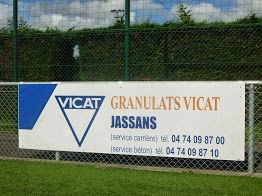 VICAT
GRANULATS VICAT
JASSANS
(service carrière) tél. 04 74 09 87 00
(service béton) tél. 04 74 09 87 10